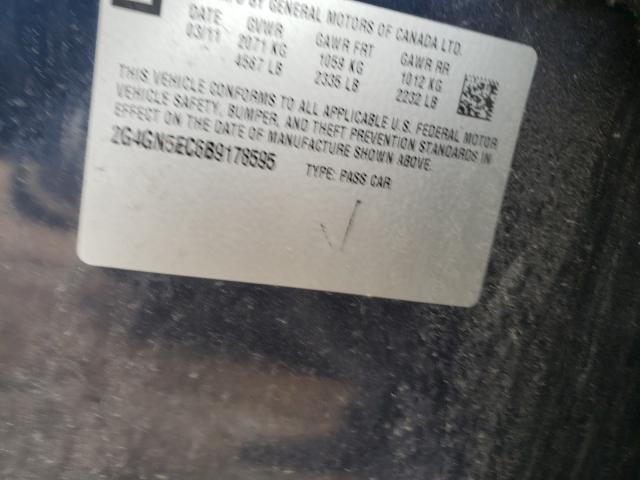 BY GENERAL MOTORS OF CANADA LTD.
DATE GVWR GAWR FRT GAWR RR
03/11 2071 KG 1059 KG 1012 KG
4567 LB 2335 LB 2232 LB
THIS VEHICLE CONFORMS TO ALL APPLICABLE U.S. FEDERAL MOTOR
VEHICLE SAFETY, BUMPER, AND THEFT PREVENTION STANDARDS IN
EFFECT ON THE DATE OF MANUFACTURE SHOWN ABOVE.
2G4GN5EC6B9178595 TYPE: PASS CAR